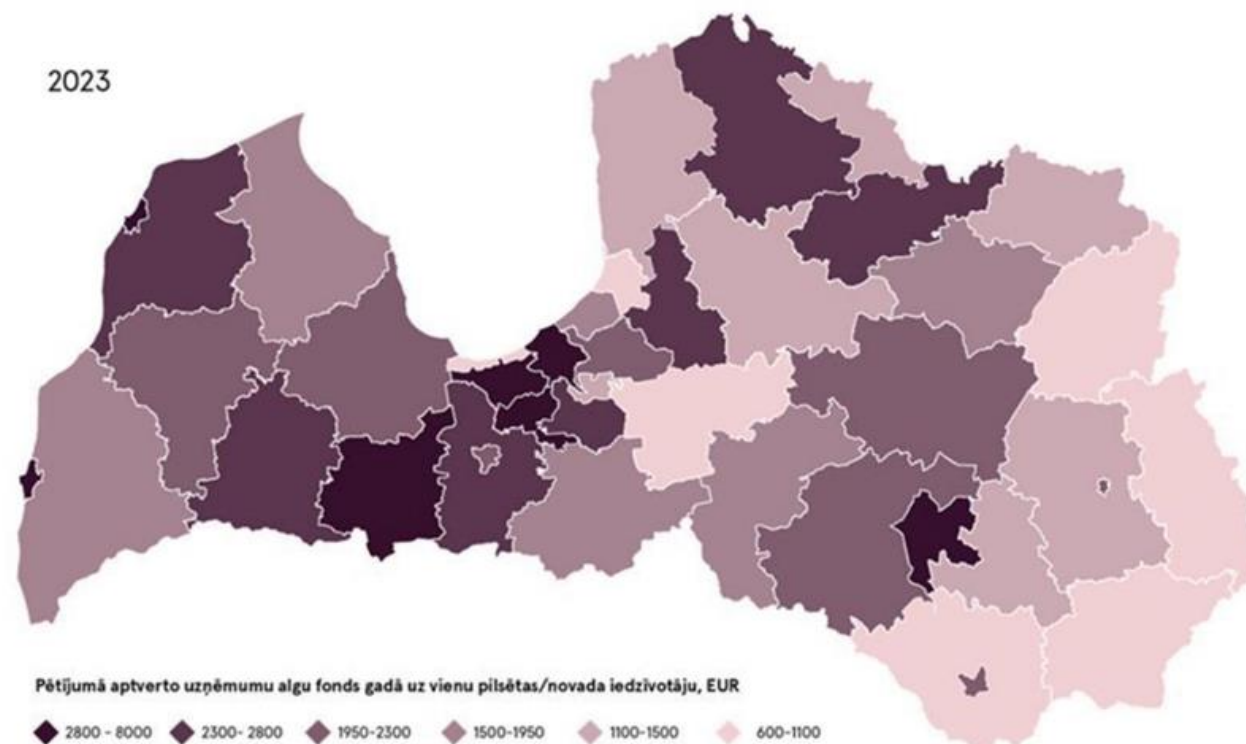 2023
Pētījumā aptverto uzņēmumu algu fonds gadā uz vienu pilsētas/novada iedzīvotāju, EUR
2800 - 8000 2300- 2800 1950-2300 1500-1950 1100-1500 600-1100